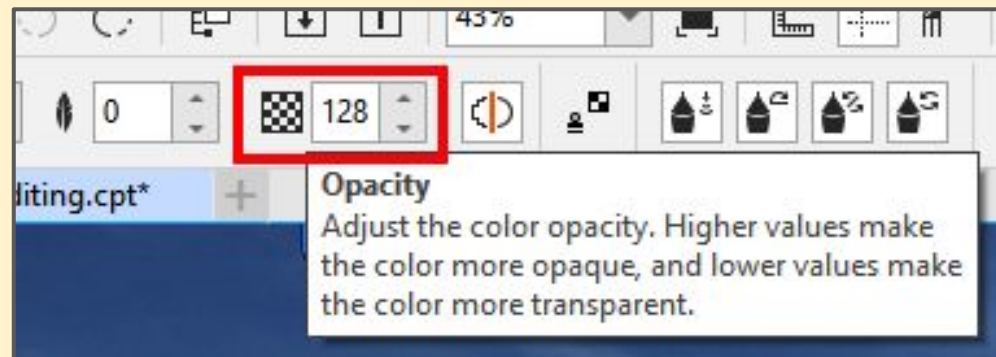 43%
0
128
diting.cpt*
Opacity
Adjust the color opacity. Higher values make
the color more opaque, and lower values make
the color more transparent.